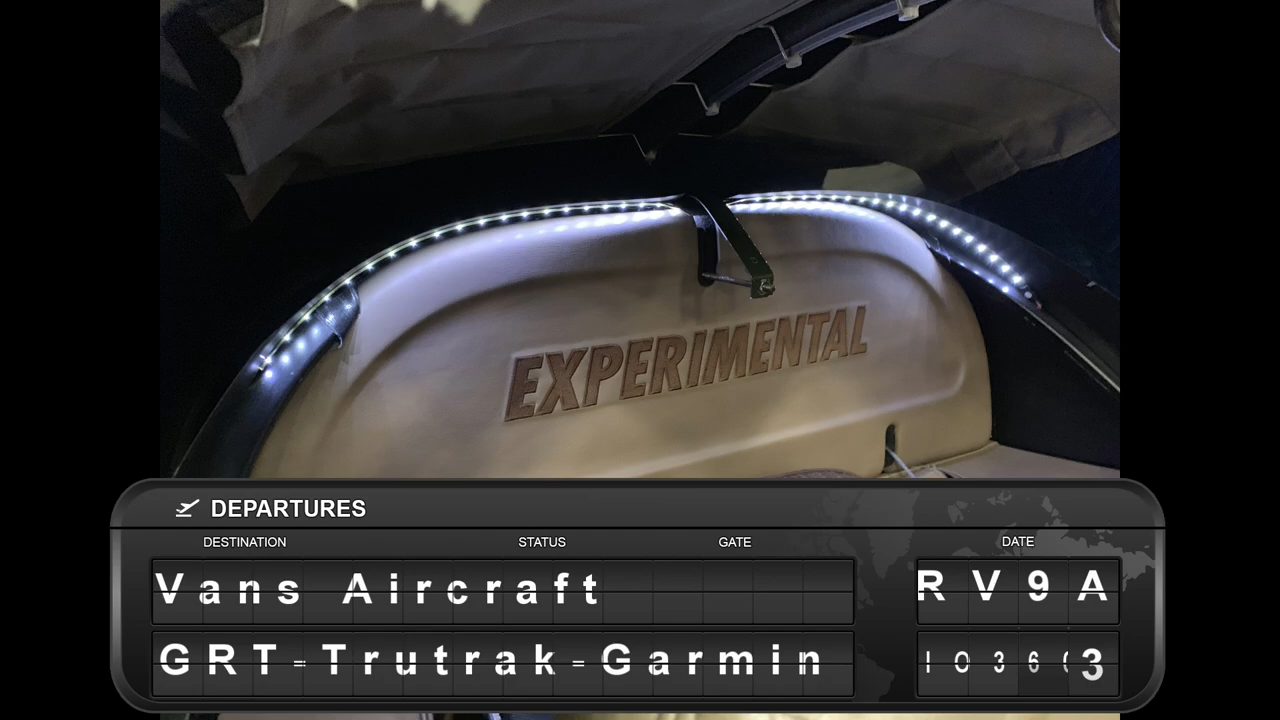 EXPERIMENTAL
DEPARTURES
DESTINATION STATUS GATE DATE
Vans Aircraft RV9A
GRT=Trutrak=Garmin